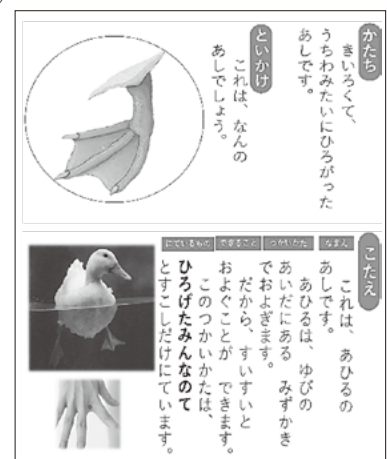 かたち
きいろくて、
うちわみたいにひろがった
あしです。
といかけ
これは、なんの
あしでしょう。
こたえ
なまえ
これは、あひるの
あしです。
つかいかた
あひるは、ゆびの
あいだにある みずかき
でおよぎます。
できること
だから、すいすいと
およぐことが できます。
にているもの
このつかいかたは、
ひろげたみんなのて
とすこしだけにています。